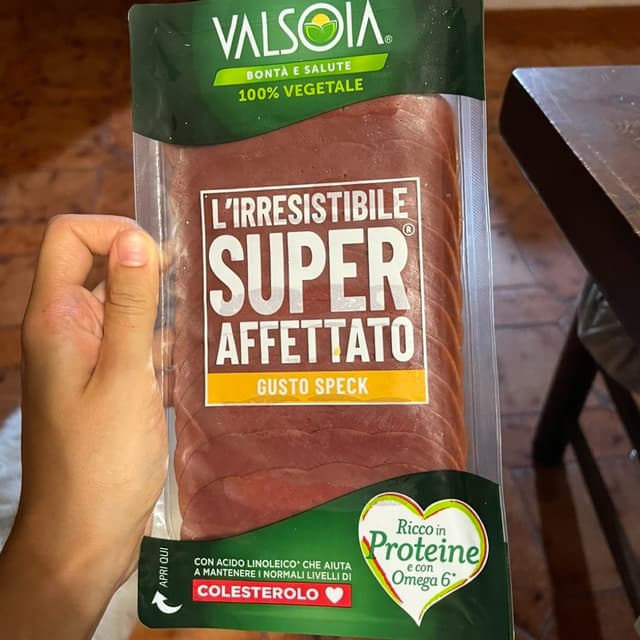 VALSOIA®
BONTÀ E SALUTE
100% VEGETALE
L'IRRESISTIBILE
SUPER®
AFFETTATO
GUSTO SPECK
Ricco in
Proteine
e con
Omega 6*
APRI QUI
CON ACIDO LINOLEICO* CHE AIUTA
A MANTENERE I NORMALI LIVELLI DI
COLESTEROLO